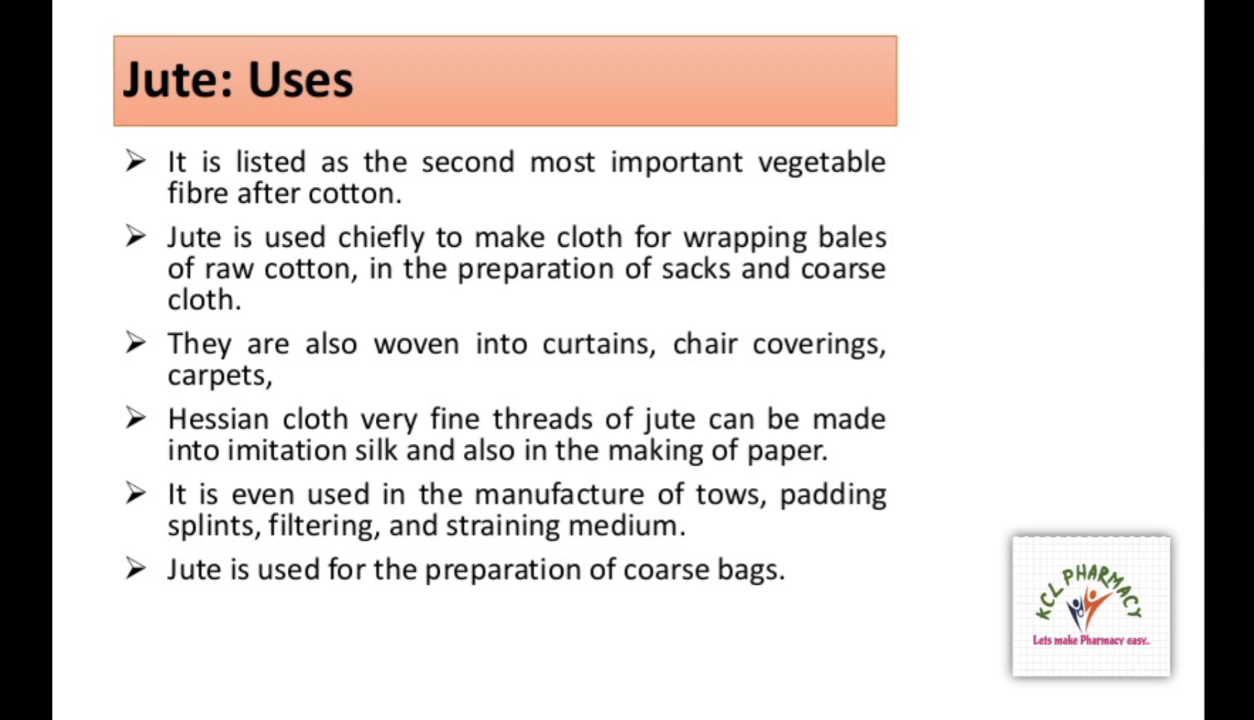 Jute: Uses
➢ It is listed as the second most important vegetable
fibre after cotton.
➢ Jute is used chiefly to make cloth for wrapping bales
of raw cotton, in the preparation of sacks and coarse
cloth.
➢ They are also woven into curtains, chair coverings,
carpets,
➢ Hessian cloth very fine threads of jute can be made
into imitation silk and also in the making of paper.
➢ It is even used in the manufacture of tows, padding
splints, filtering, and straining medium.
➢ Jute is used for the preparation of coarse bags.
KCL PHARMACY
Lets make Pharmacy easy..